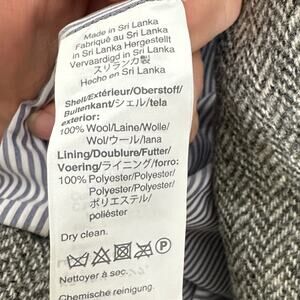 Made in Sri Lanka
Fabriqué au Sri Lanka
In Sri Lanka Hergestellt
Vervaardigd in Sri Lanka
スリランカ製
Hecho en Sri Lanka
Shell/Extérieur/Oberstoff/
Buitenkant/シェル/tela
exterior:
100% Wool/Laine/Wolle/
Wol/ウール/lana
Lining/Doublure/Futter/
Voering/ライニング/forro:
100% Polyester/Polyester/
Polyester/Polyester/
ポリエステル/
poliéster
Dry clean.
P
Nettoyer à sec.
Chemische reinigung.